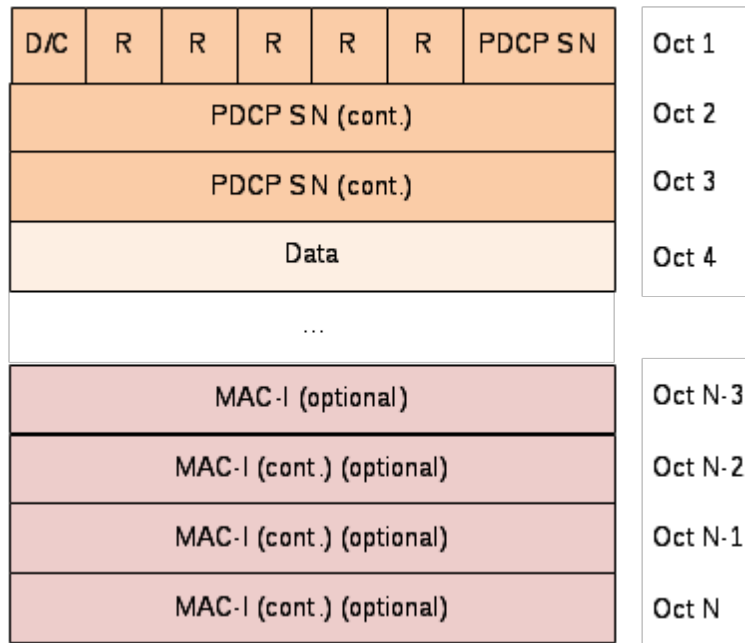 D/C R R R R R PDCP SN Oct 1
PDCP SN (cont.) Oct 2
PDCP SN (cont.) Oct 3
Data Oct 4
...
MAC-I (optional) Oct N-3
MAC-I (cont.) (optional) Oct N-2
MAC-I (cont.) (optional) Oct N-1
MAC-I (cont.) (optional) Oct N